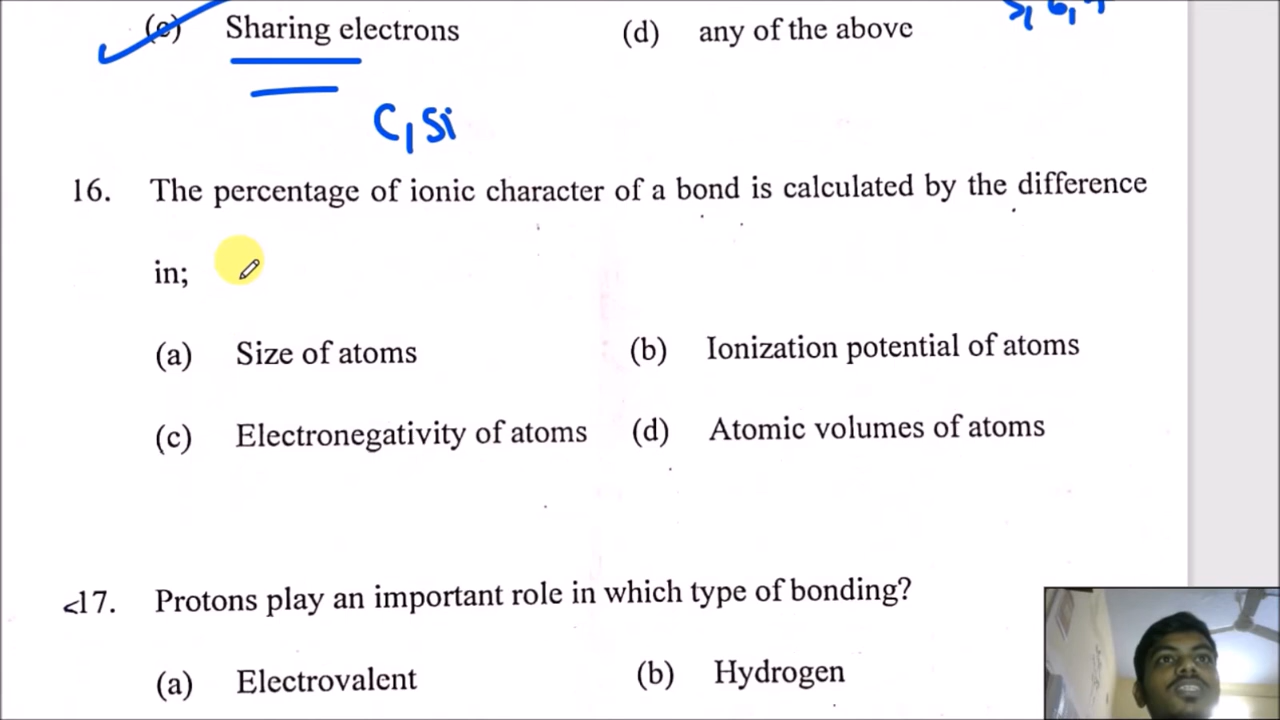 (c) Sharing electrons (d) any of the above
C, Si
16. The percentage of ionic character of a bond is calculated by the difference
in;
(a) Size of atoms (b) Ionization potential of atoms
(c) Electronegativity of atoms (d) Atomic volumes of atoms
17. Protons play an important role in which type of bonding?
(a) Electrovalent (b) Hydrogen